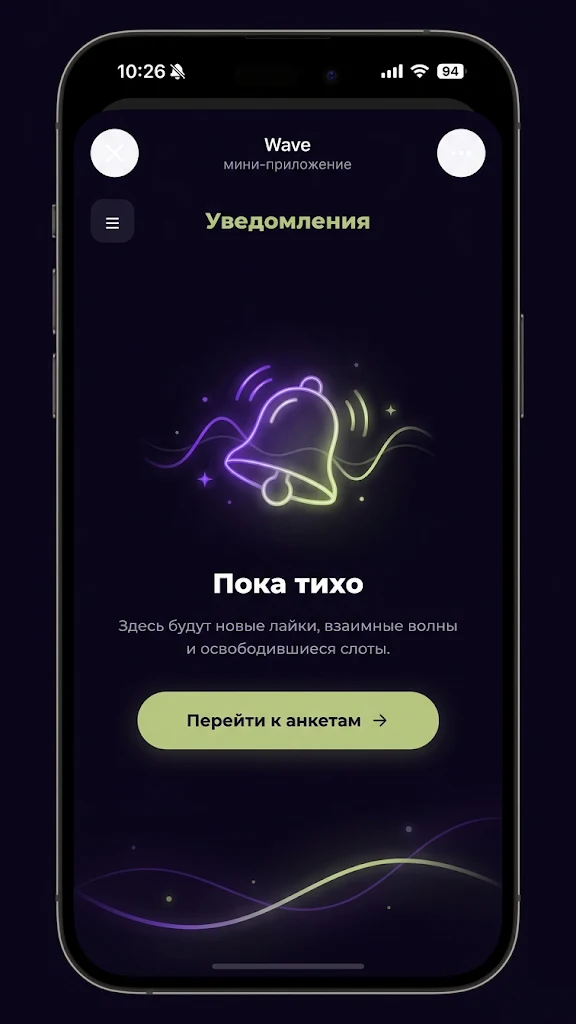 10:26
94
Wave
мини-приложение
Уведомления
Пока тихо
Здесь будут новые лайки, взаимные волны
и освободившиеся слоты.
Перейти к анкетам →